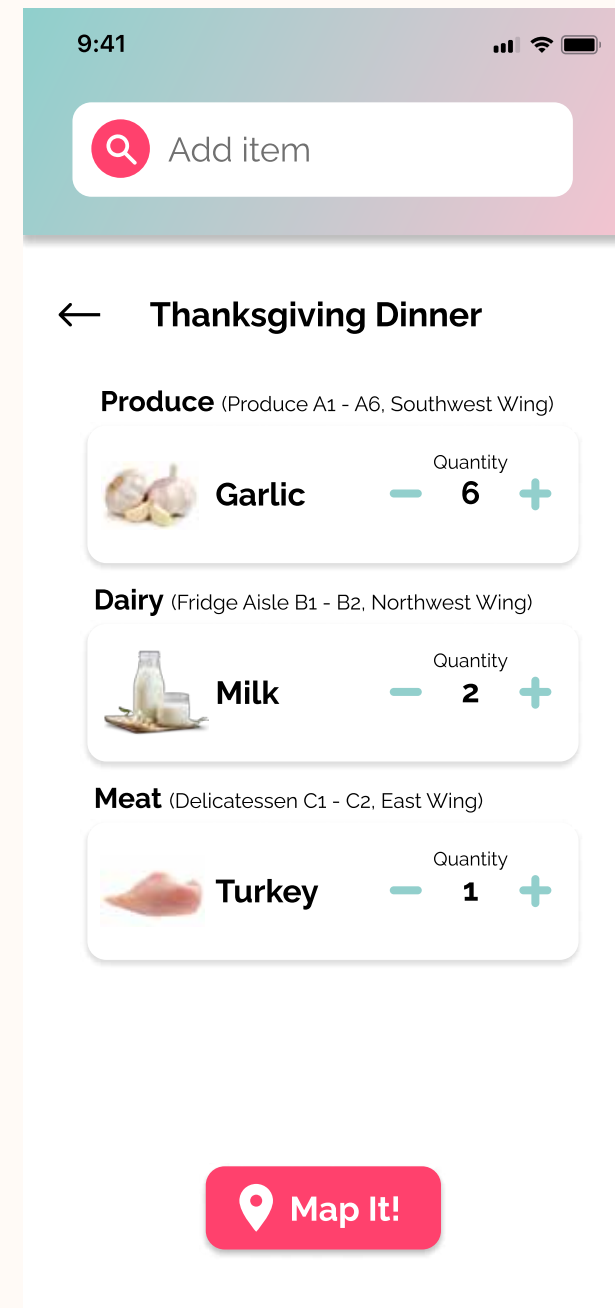 9:41
Add item
Thanksgiving Dinner
Produce (Produce A1 - A6, Southwest Wing)
Quantity
Garlic 6
Dairy (Fridge Aisle B1 - B2, Northwest Wing)
Quantity
Milk 2
Meat (Delicatessen C1 - C2, East Wing)
Quantity
Turkey 1
Map It!